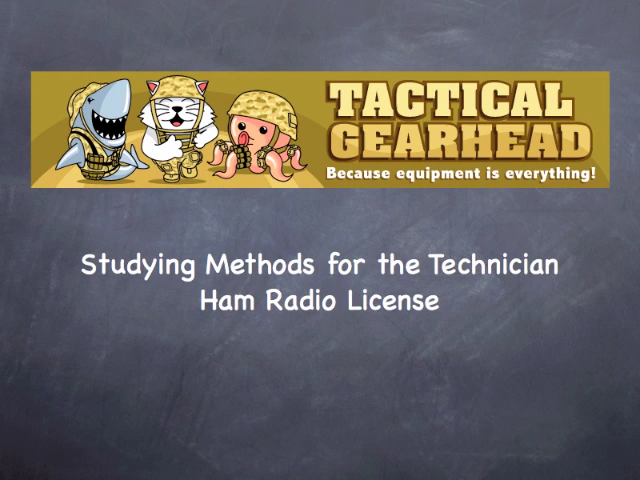 TACTICAL
GEARHEAD
Because equipment is everything!
Studying Methods for the Technician
Ham Radio License